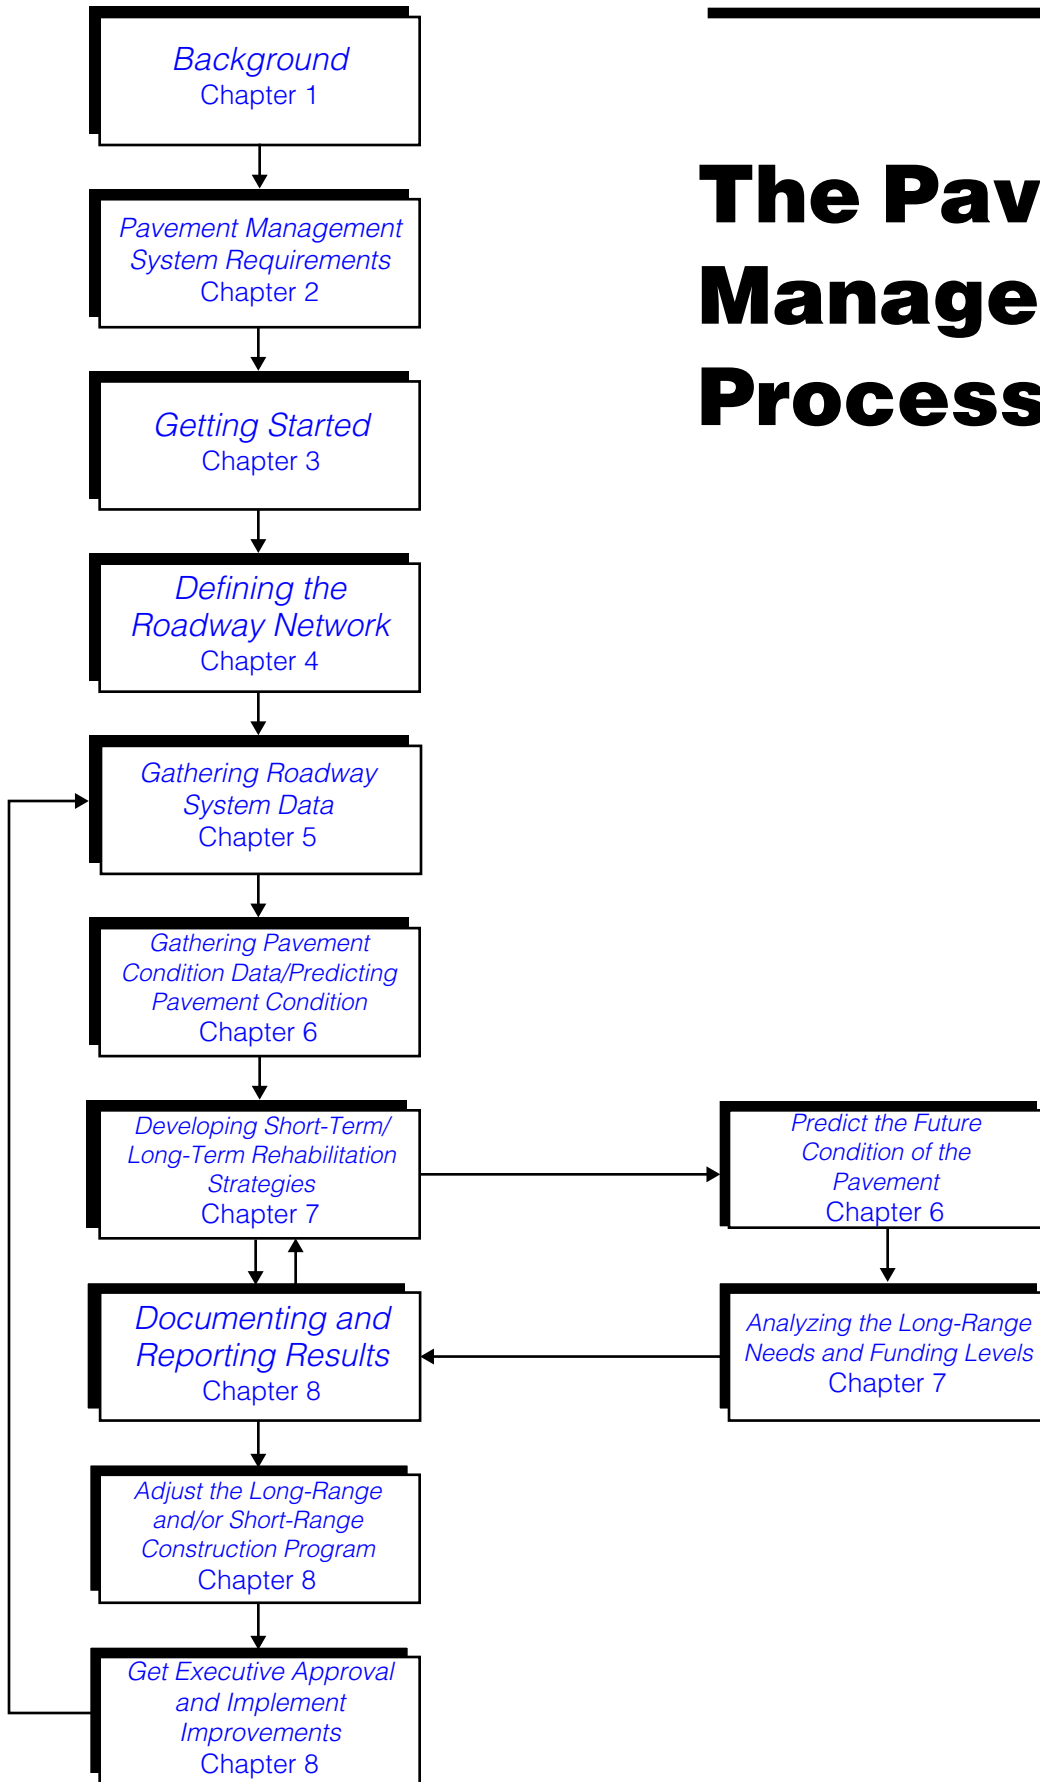 The Pav
Manage
Process
Background
Chapter 1
Pavement Management
System Requirements
Chapter 2
Getting Started
Chapter 3
Defining the
Roadway Network
Chapter 4
Gathering Roadway
System Data
Chapter 5
Gathering Pavement
Condition Data/Predicting
Pavement Condition
Chapter 6
Developing Short-Term/
Long-Term Rehabilitation
Strategies
Chapter 7
Predict the Future
Condition of the
Pavement
Chapter 6
Analyzing the Long-Range
Needs and Funding Levels
Chapter 7
Documenting and
Reporting Results
Chapter 8
Adjust the Long-Range
and/or Short-Range
Construction Program
Chapter 8
Get Executive Approval
and Implement
Improvements
Chapter 8